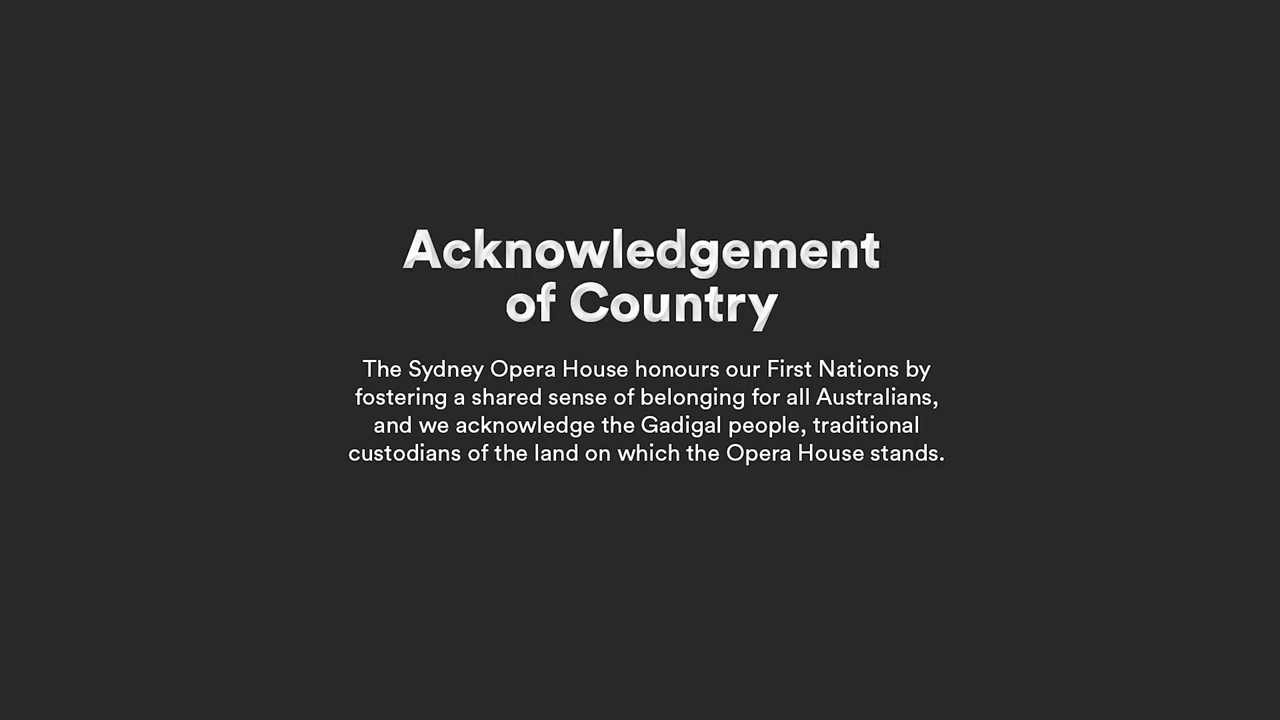 Acknowledgement
of Country
The Sydney Opera House honours our First Nations by
fostering a shared sense of belonging for all Australians,
and we acknowledge the Gadigal people, traditional
custodians of the land on which the Opera House stands.